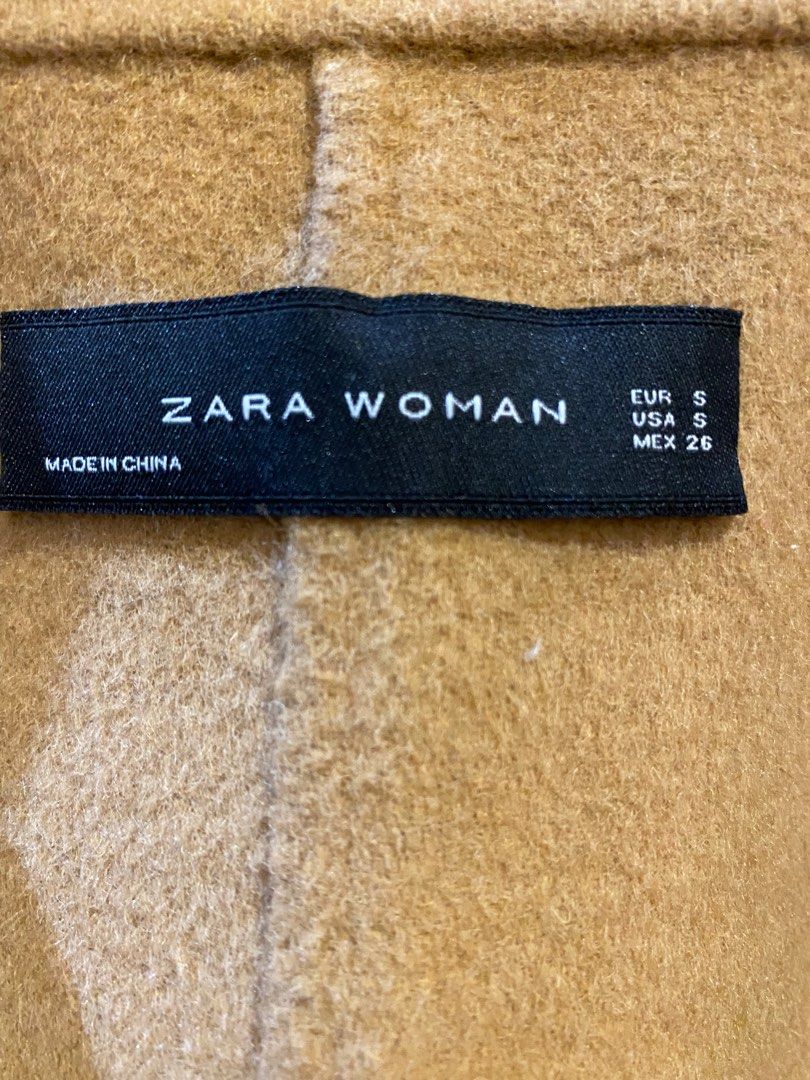 ZARA WOMAN
EUR S
USA S
MEX 26
MADE IN CHINA